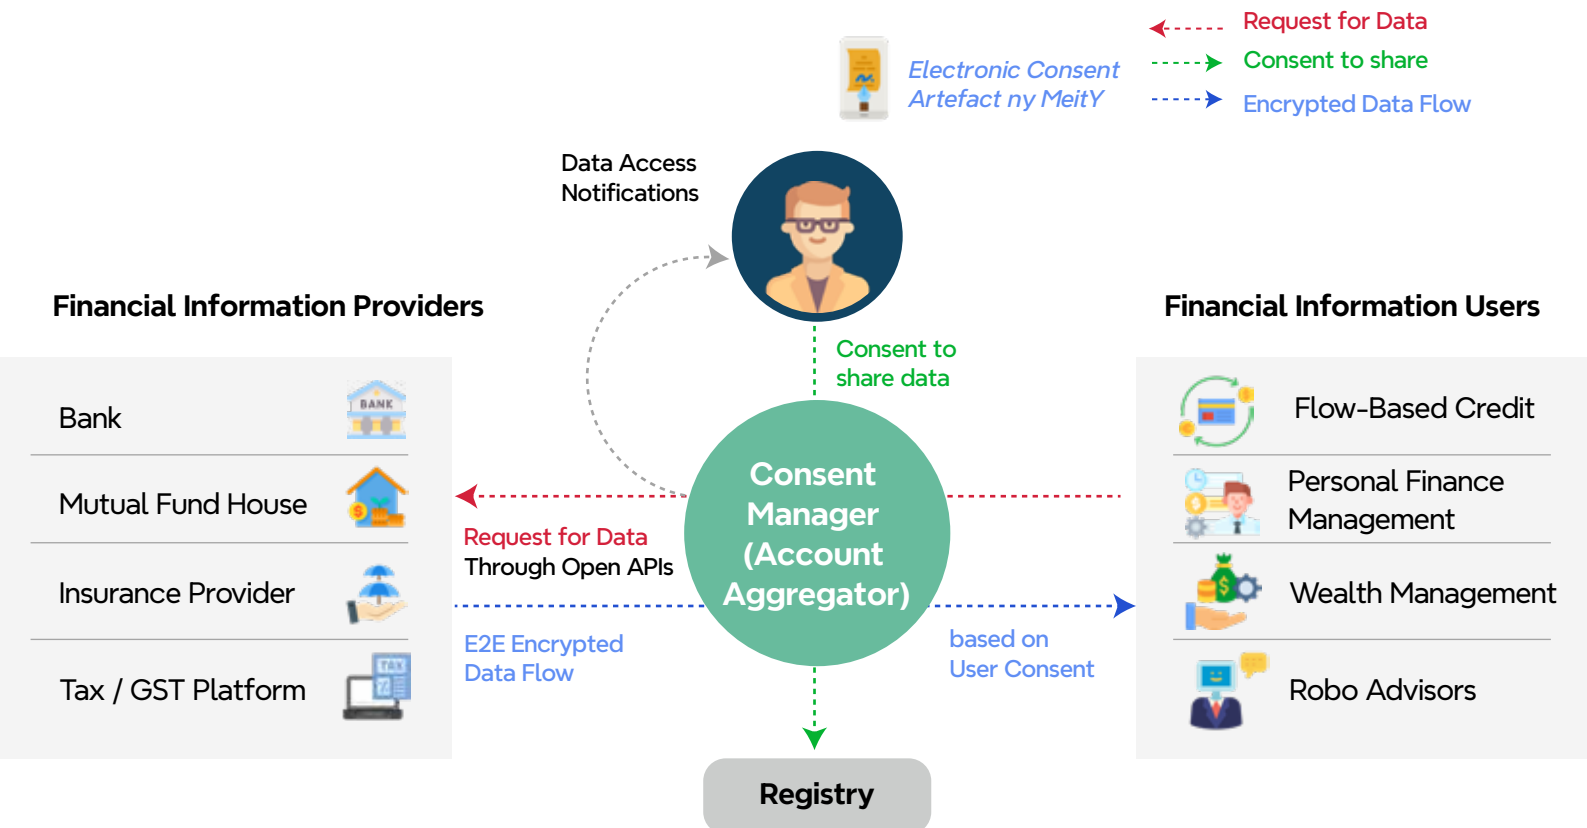 Request for Data
Consent to share
Encrypted Data Flow
Electronic Consent
Artefact ny MeitY
Data Access
Notifications
Financial Information Providers
Bank
BANK
Mutual Fund House
Insurance Provider
Tax / GST Platform
TAX
Consent to
share data
Consent
Manager
(Account
Aggregator)
Request for Data
Through Open APIs
E2E Encrypted
Data Flow
based on
User Consent
Registry
Financial Information Users
Flow-Based Credit
Personal Finance
Management
Wealth Management
Robo Advisors